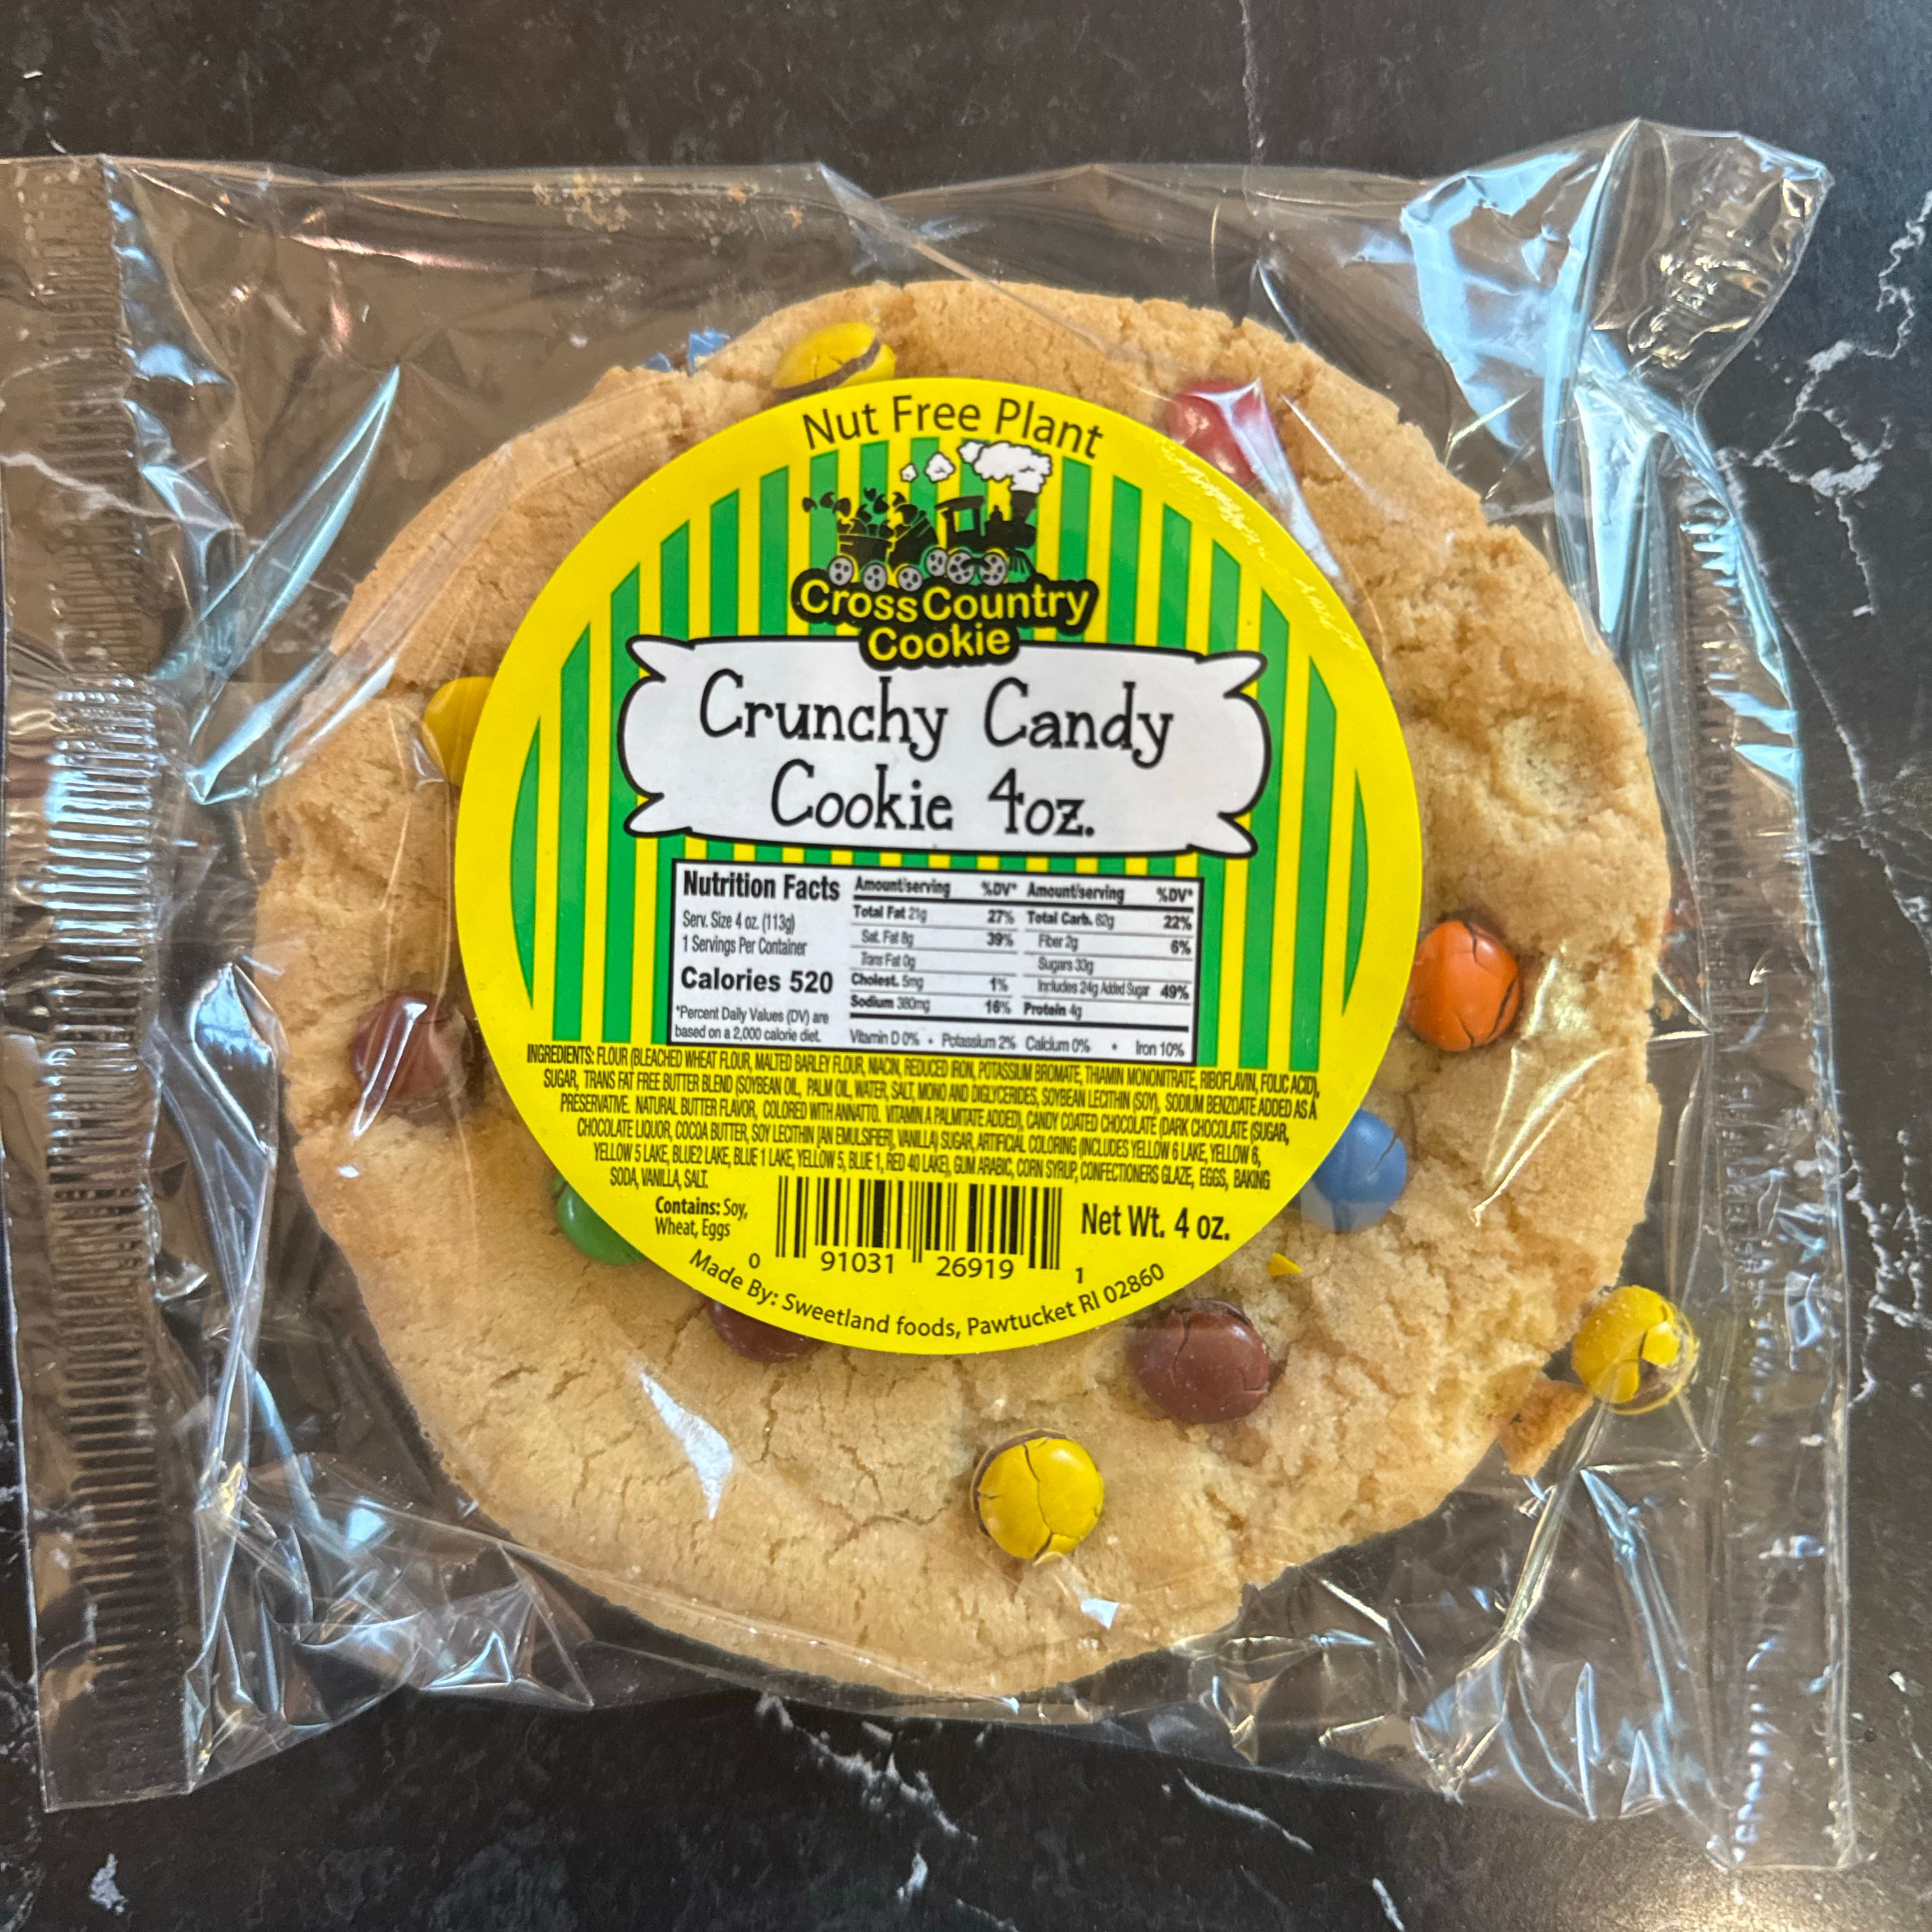 Nut Free Plant
Cross Country
Cookie
Crunchy Candy
Cookie 4oz.
Nutrition Facts
Serv. Size 4 oz. (113g)
1 Servings Per Container
Calories 520
*Percent Daily Values (DV) are
based on a 2,000 calorie diet.
Amount/serving %DV* Amount/serving %DV*
Total Fat 21g 27% Total Carb. 62g 22%
Sat. Fat 8g 39% Fiber 2g 6%
Trans Fat 0g Sugars 33g
Cholest. 5mg 1% Includes 24g Added Sugar 49%
Sodium 380mg 16% Protein 4g
Vitamin D 0% • Potassium 2% Calcium 0% • Iron 10%
INGREDIENTS: FLOUR (BLEACHED WHEAT FLOUR, MALTED BARLEY FLOUR, NIACIN, REDUCED IRON, POTASSIUM BROMATE, THIAMIN MONONITRATE, RIBOFLAVIN, FOLIC ACID),
SUGAR, TRANS FAT FREE BUTTER BLEND (SOYBEAN OIL, PALM OIL, WATER, SALT, MONO AND DIGLYCERIDES, SOYBEAN LECITHIN (SOY), SODIUM BENZOATE ADDED AS A
PRESERVATIVE. NATURAL BUTTER FLAVOR, COLORED WITH ANNATTO. VITAMIN A PALMITATE ADDED), CANDY COATED CHOCOLATE (DARK CHOCOLATE (SUGAR,
CHOCOLATE LIQUOR, COCOA BUTTER, SOY LECITHIN [AN EMULSIFIER], VANILLA) SUGAR, ARTIFICIAL COLORING (INCLUDES YELLOW 6 LAKE, YELLOW 6,
YELLOW 5 LAKE, BLUE2 LAKE, BLUE 1 LAKE, YELLOW 5, BLUE 1, RED 40 LAKE), GUM ARABIC, CORN SYRUP, CONFECTIONERS GLAZE, EGGS, BAKING
SODA, VANILLA, SALT.
Contains: Soy,
Wheat, Eggs
0 91031 26919 1
Net Wt. 4 oz.
Made By: Sweetland foods, Pawtucket RI 02860